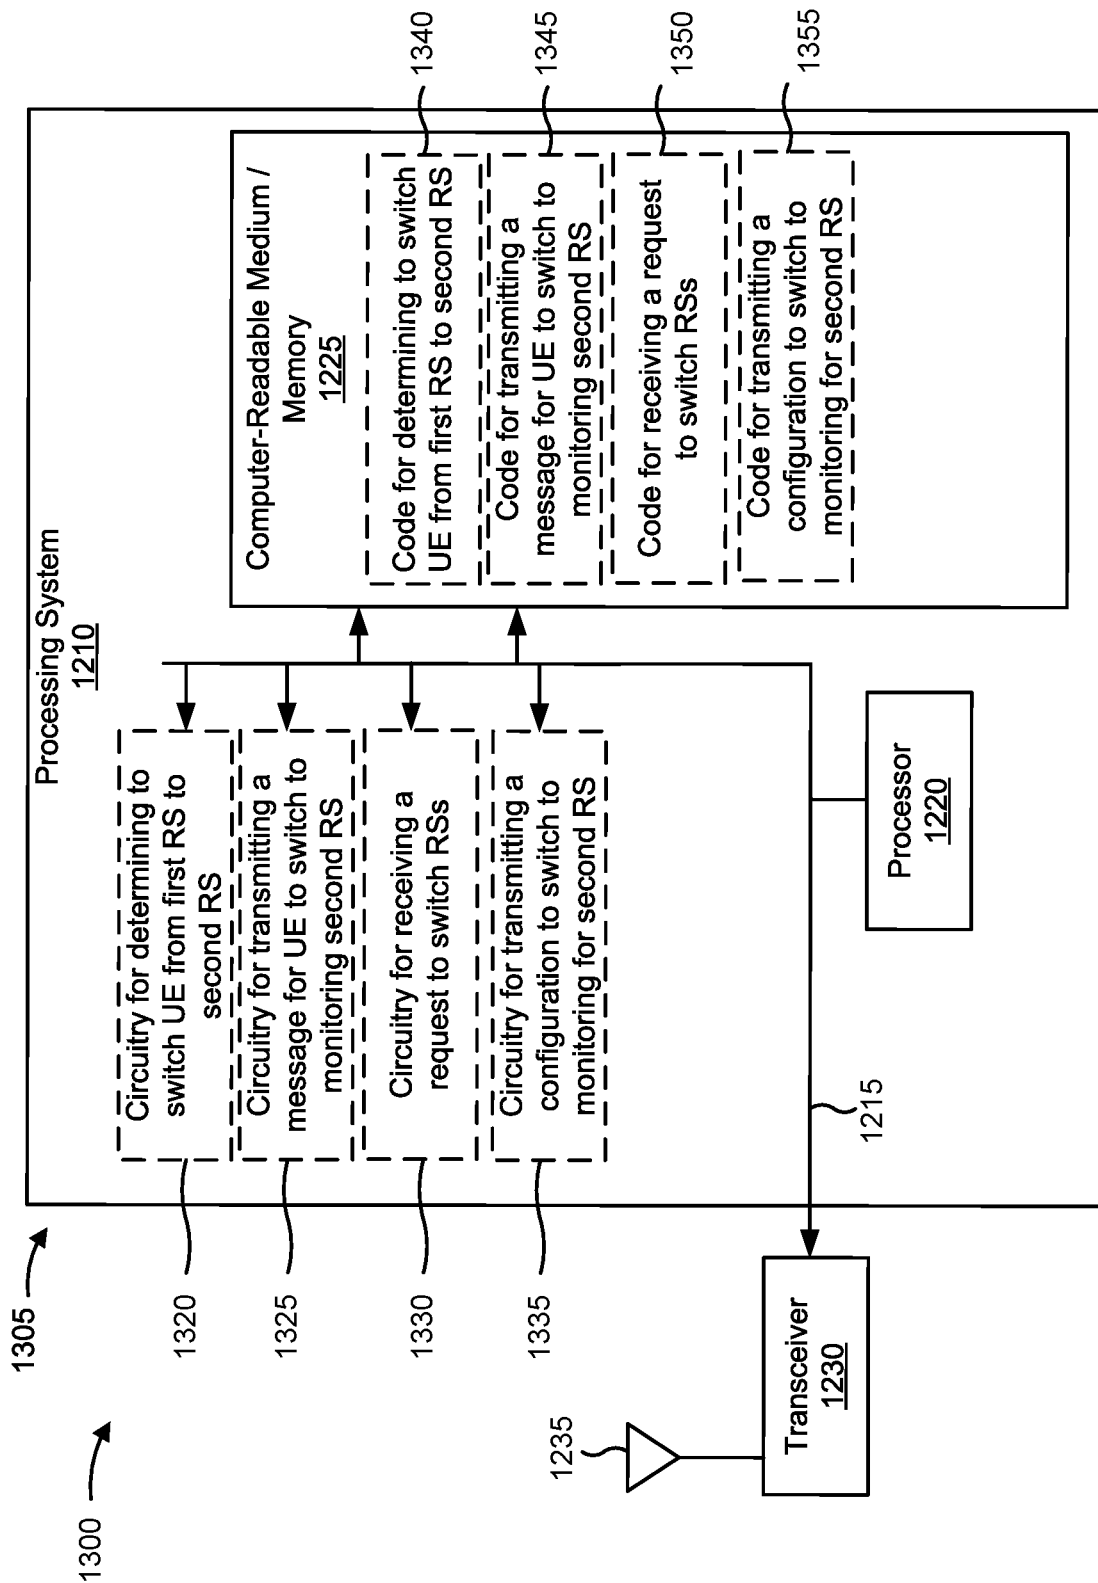 1300
1305
Processing System
1210
Circuitry for determining to
switch UE from first RS to
second RS
1320
Circuitry for transmitting a
message for UE to switch to
monitoring second RS
1325
Circuitry for receiving a
request to switch RSs
1330
Circuitry for transmitting a
configuration to switch to
monitoring for second RS
1335
Computer-Readable Medium /
Memory
1225
Code for determining to switch
UE from first RS to second RS
1340
Code for transmitting a
message for UE to switch to
monitoring second RS
1345
Code for receiving a request
to switch RSs
1350
Code for transmitting a
configuration to switch to
monitoring for second RS
1355
1235
Transceiver
1230
1215
Processor
1220